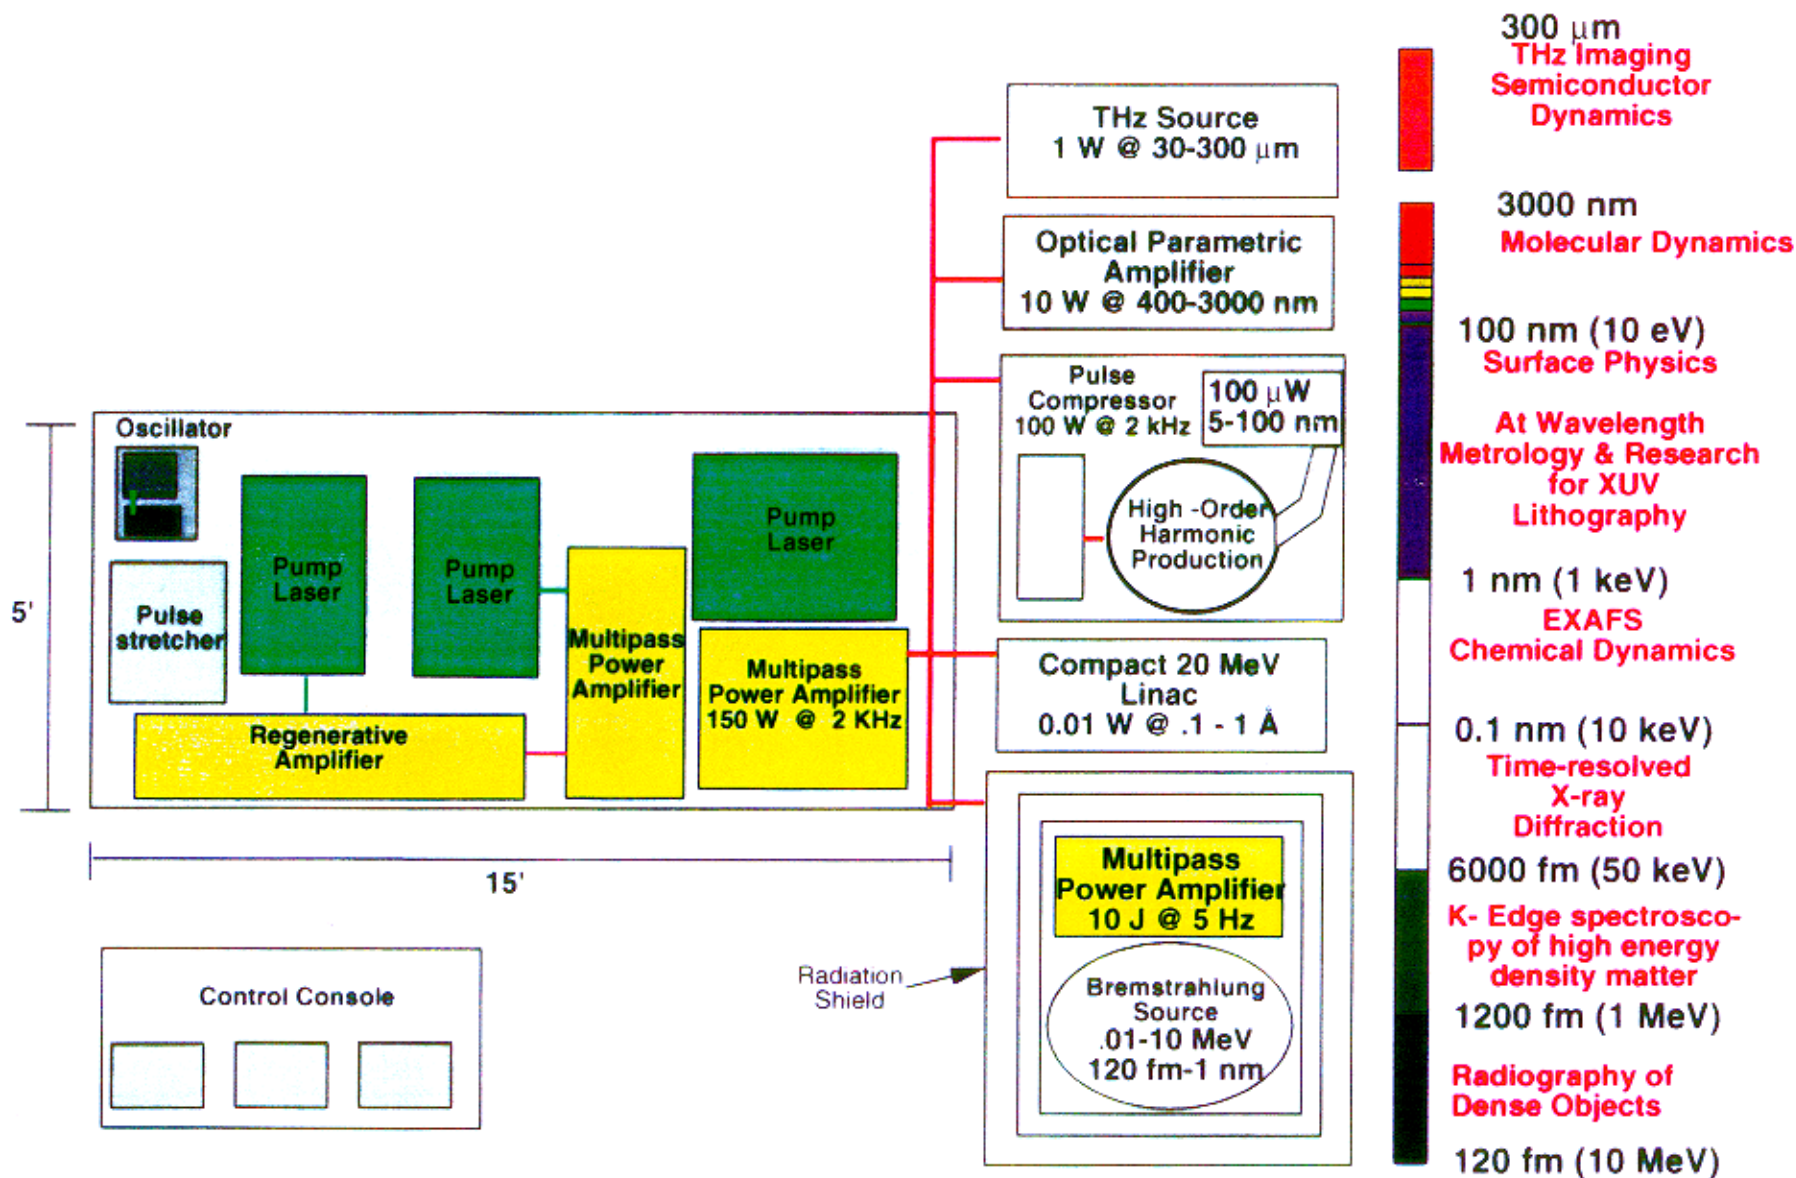 Oscillator
Pulse
stretcher
Pump
Laser
Pump
Laser
Pump
Laser
Regenerative
Amplifier
Multipass
Power
Amplifier
Multipass
Power Amplifier
150 W @ 2 KHz
5'
15'
Control Console
THz Source
1 W @ 30-300 μm
Optical Parametric
Amplifier
10 W @ 400-3000 nm
Pulse
Compressor
100 W @ 2 kHz
100 μW
5-100 nm
High -Order
Harmonic
Production
Compact 20 MeV
Linac
0.01 W @ .1 - 1 Å
Multipass
Power Amplifier
10 J @ 5 Hz
Bremstrahlung
Source
.01-10 MeV
120 fm-1 nm
Radiation
Shield
300 μm
THz Imaging
Semiconductor
Dynamics
3000 nm
Molecular Dynamics
100 nm (10 eV)
Surface Physics
At Wavelength
Metrology & Research
for XUV
Lithography
1 nm (1 keV)
EXAFS
Chemical Dynamics
0.1 nm (10 keV)
Time-resolved
X-ray
Diffraction
6000 fm (50 keV)
K- Edge spectrosco-
py of high energy
density matter
1200 fm (1 MeV)
Radiography of
Dense Objects
120 fm (10 MeV)